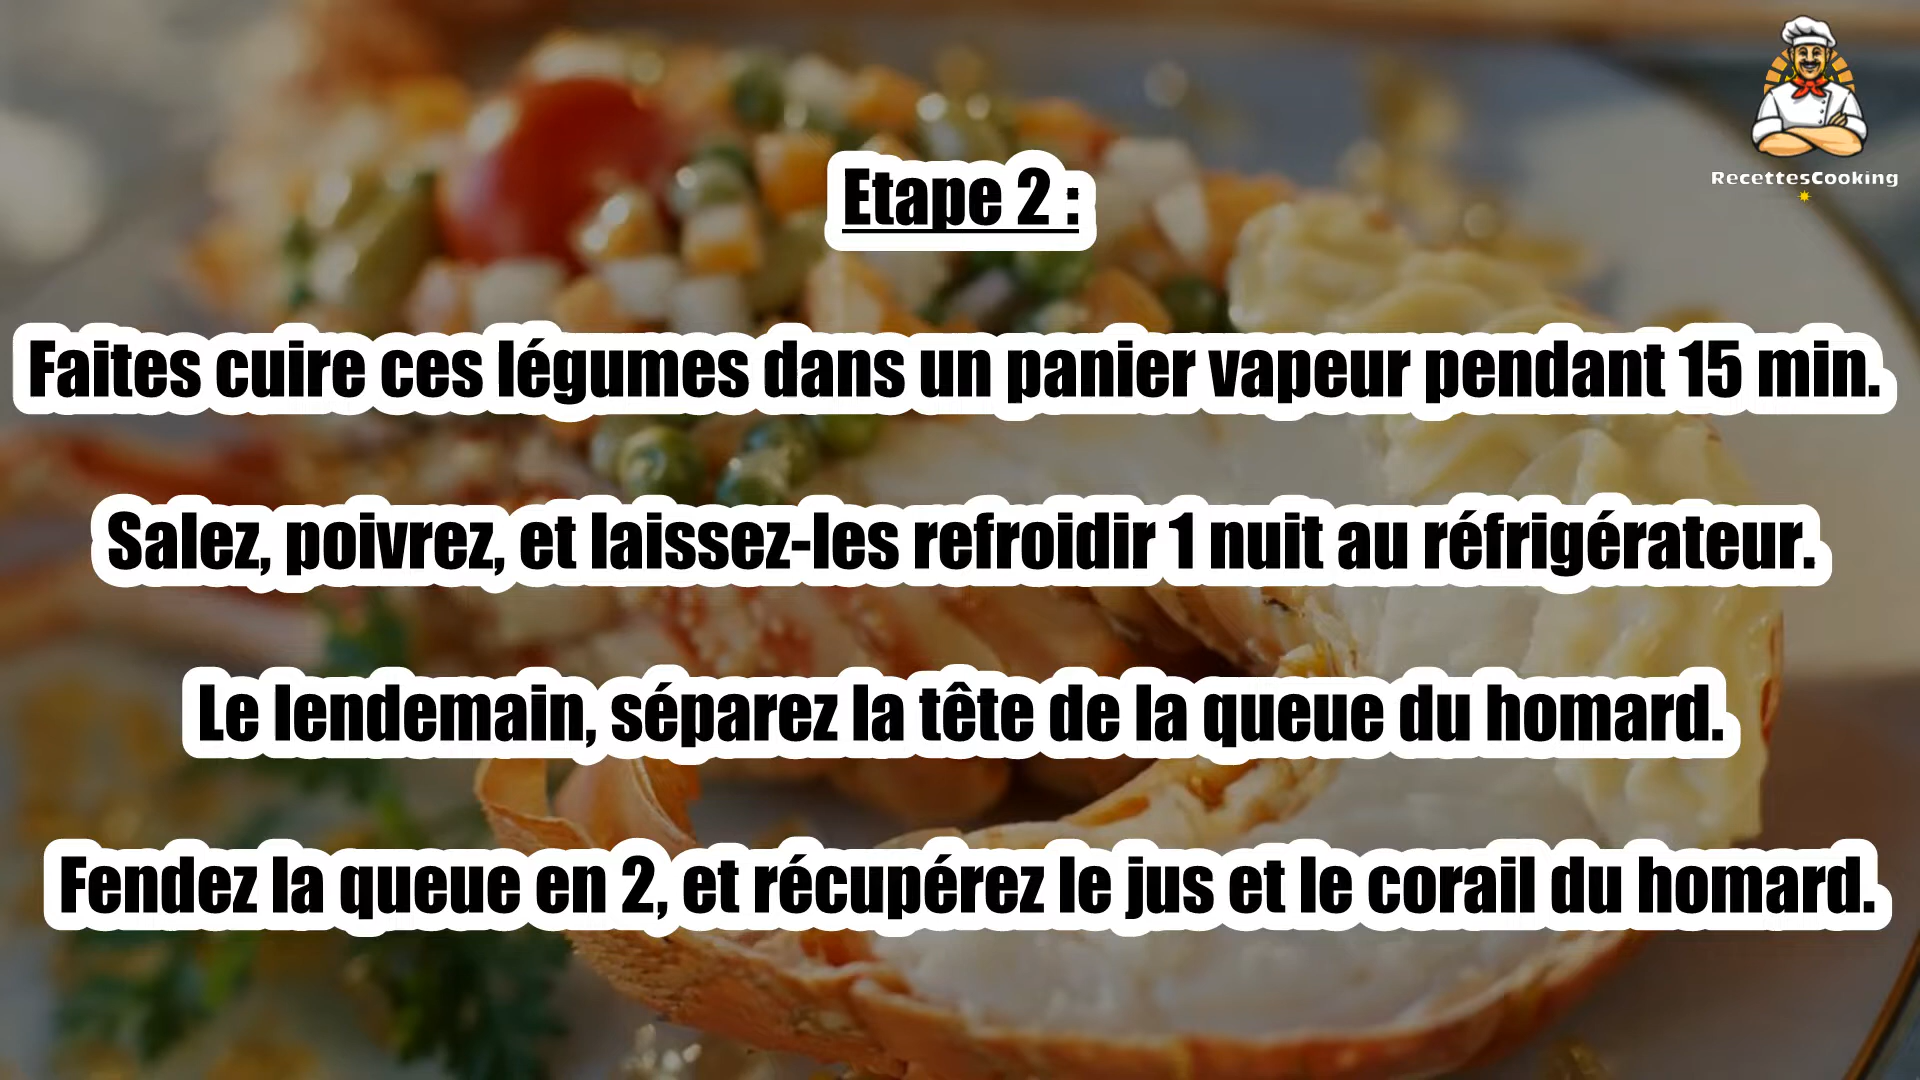 RecettesCooking
Etape 2 :
Faites cuire ces légumes dans un panier vapeur pendant 15 min.
Salez, poivrez, et laissez-les refroidir 1 nuit au réfrigérateur.
Le lendemain, séparez la tête de la queue du homard.
Fendez la queue en 2, et récupérez le jus et le corail du homard.